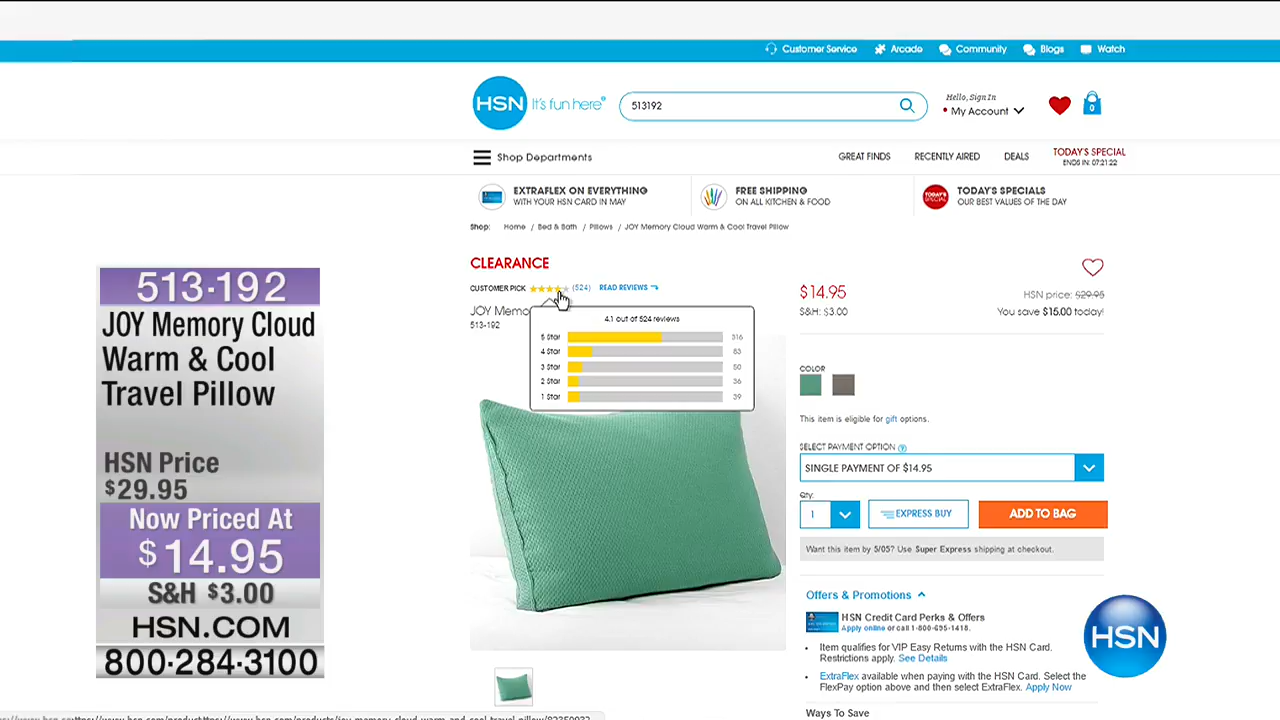 Customer Service
Arcade
Community
Blogs
Watch
HSN It's fun here®
513192
Hello, Sign In
My Account
0
Shop Departments
GREAT FINDS
RECENTLY AIRED
DEALS
TODAY'S SPECIAL
ENDS IN: 07:21:22
EXTRAFLEX ON EVERYTHING
WITH YOUR HSN CARD IN MAY
FREE SHIPPING
ON ALL KITCHEN & FOOD
TODAY'S SPECIALS
OUR BEST VALUES OF THE DAY
Shop: Home / Bed & Bath / Pillows / JOY Memory Cloud Warm & Cool Travel Pillow
CLEARANCE
CUSTOMER PICK (524) READ REVIEWS
JOY Memo
513-192
4.1 out of 524 reviews
5 Star 316
4 Star 83
3 Star 50
2 Star 36
1 Star 39
$14.95
S&H: $3.00
HSN price: $29.95
You save $15.00 today!
COLOR
This item is eligible for gift options.
SELECT PAYMENT OPTION
SINGLE PAYMENT OF $14.95
Qty:
1
EXPRESS BUY
ADD TO BAG
Want this item by 5/05? Use Super Express shipping at checkout.
Offers & Promotions
HSN Credit Card Perks & Offers
Apply online or call 1-800-695-1418.
Item qualifies for VIP Easy Returns with the HSN Card.
Restrictions apply. See Details
ExtraFlex available when paying with the HSN Card. Select the
FlexPay option above and then select ExtraFlex. Apply Now
Ways To Save
HSN
513-192
JOY Memory Cloud
Warm & Cool
Travel Pillow
HSN Price
$29.95
Now Priced At
$14.95
S&H $3.00
HSN.COM
800-284-3100